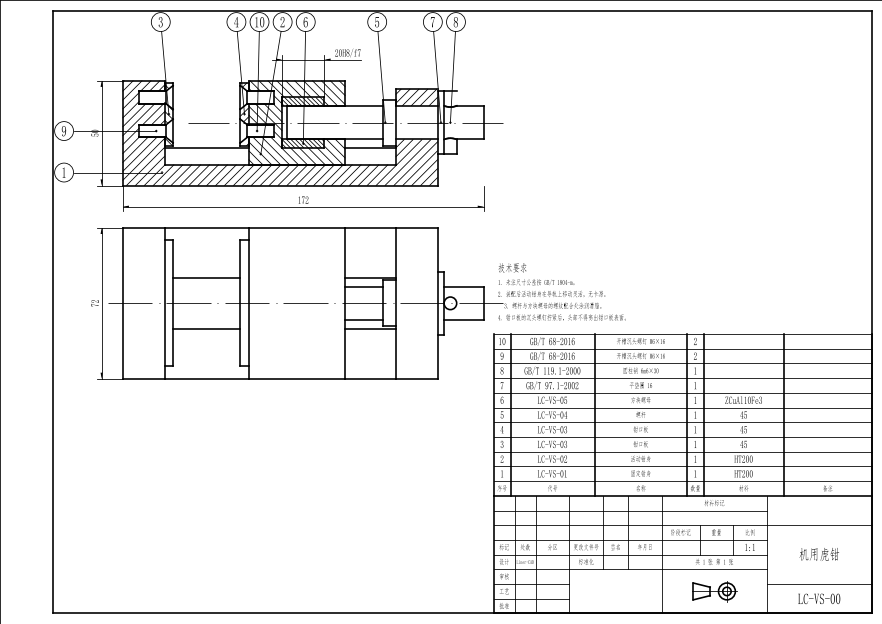 3 4 10 2 6 5 7 8
20H8/f7
9
50
1
172
72
技术要求
1. 未注尺寸公差按 GB/T 1804-m。
2. 装配后活动钳身在导轨上移动灵活，无卡滞。
3. 螺杆与方块螺母的螺纹配合处涂润滑脂。
4. 钳口板的沉头螺钉拧紧后，头部不得高出钳口板表面。
10 GB/T 68-2016 开槽沉头螺钉 M6×16 2
9 GB/T 68-2016 开槽沉头螺钉 M6×16 2
8 GB/T 119.1-2000 圆柱销 6m6×30 1
7 GB/T 97.1-2002 平垫圈 16 1
6 LC-VS-05 方块螺母 1 ZCuAl10Fe3
5 LC-VS-04 螺杆 1 45
4 LC-VS-03 钳口板 1 45
3 LC-VS-03 钳口板 1 45
2 LC-VS-02 活动钳身 1 HT200
1 LC-VS-01 固定钳身 1 HT200
序号 代号 名称 数量 材料 备注
材料标记
阶段标记 重量 比例
标记 处数 分区 更改文件号 签名 年月日 1:1 机用虎钳
设计 标准化 共 1 张 第 1 张
审核
工艺
批准
LC-VS-00